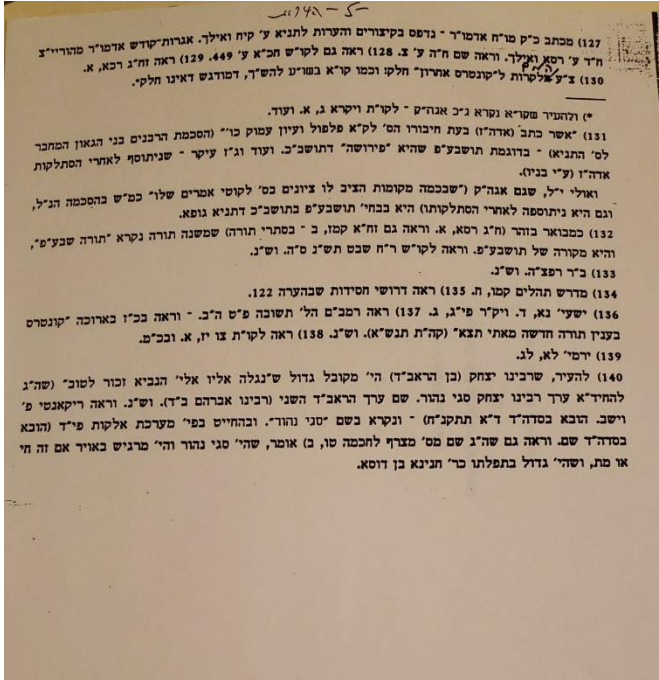 - 5 - הערות
127) מכתב כ"ק מו"ח אדמו"ר - נדפס בקיצורים והערות לתניא ע' קיח ואילך. אגרות-קודש אדמו"ר מהוריי"צ
ח"ד ע' רסא ואילך. וראה שם ח"ה ע' צ. 128) ראה גם לקו"ש חכ"א ע' 449. 129) ראה זח"ג רכא, א.
130) צ"ע לקרות ל"קונטרס אחרון" חלק! וכמו קו"א בשו"ע להש"ך, דמודגש דאינו חלק*.
*) ולהעיר שקו"א נקרא ג"כ אגה"ק - לקו"ת ויקרא ג, א. ועוד.
131) "אשר כתב (אדה"ז) בעת חיבורו הס' לק"א פלפול ועיון עמוק כו'" (הסכמת הרבנים בני הגאון המחבר
לס' התניא) - בדוגמת תושבע"פ שהיא "פירושה" דתושב"כ. ועוד וג"ז עיקר - שניתוסף לאחרי הסתלקות
אדה"ז (ע"י בניו).
ואולי י"ל, שגם אגה"ק ("שבכמה מקומות הציב לו ציונים בס' לקוטי אמרים שלו" כמ"ש בהסכמה הנ"ל,
וגם היא ניתוספה לאחרי הסתלקותו) היא בבחי' תושבע"פ בתושב"כ דתניא גופא.
132) כמבואר בזהר (ח"ג רסא, א. וראה גם זח"א קמז, ב - בסתרי תורה) שמשנה תורה נקרא "תורה שבע"פ",
והיא מקורה של תושבע"פ. וראה לקו"ש ר"ח שבט תש"נ ס"ה. וש"נ.
133) ב"ר רפצ"ה. וש"נ.
134) מדרש תהלים קמו, ח. 135) ראה דרושי חסידות שבהערה 122.
136) ישעי' נא, ד. ויק"ר פי"ג, ג. 137) ראה רמב"ם הל' תשובה פ"ט ה"ב. - וראה בכ"ז בארוכה "קונטרס
בענין תורה חדשה מאתי תצא" (קה"ת תנש"א). וש"נ. 138) ראה לקו"ת צו יז, א. ובכ"מ.
139) ירמי' לא, לג.
140) להעיר, שרבינו יצחק (בן הראב"ד) הי' מקובל גדול ש"נגלה אליו אלי' הנביא זכור לטוב" (שה"ג
להחיד"א ערך רבינו יצחק סגי נהור. שם ערך הראב"ד השני (רבינו אברהם ב"ד). וש"נ. וראה ריקאנטי פ'
וישב. הובא בסדה"ד ד"א תתקנ"ח) - ונקרא בשם "סגי נהור". ובהחייט בפי' מערכת אלקות פי"ד (הובא
בסדה"ד שם. וראה גם שה"ג שם מס' מצרף לחכמה טו, ב) אומר, שהי' סגי נהור והי' מרגיש באויר אם זה חי
או מת, ושהי' גדול בתפלתו כר' חנינא בן דוסא.